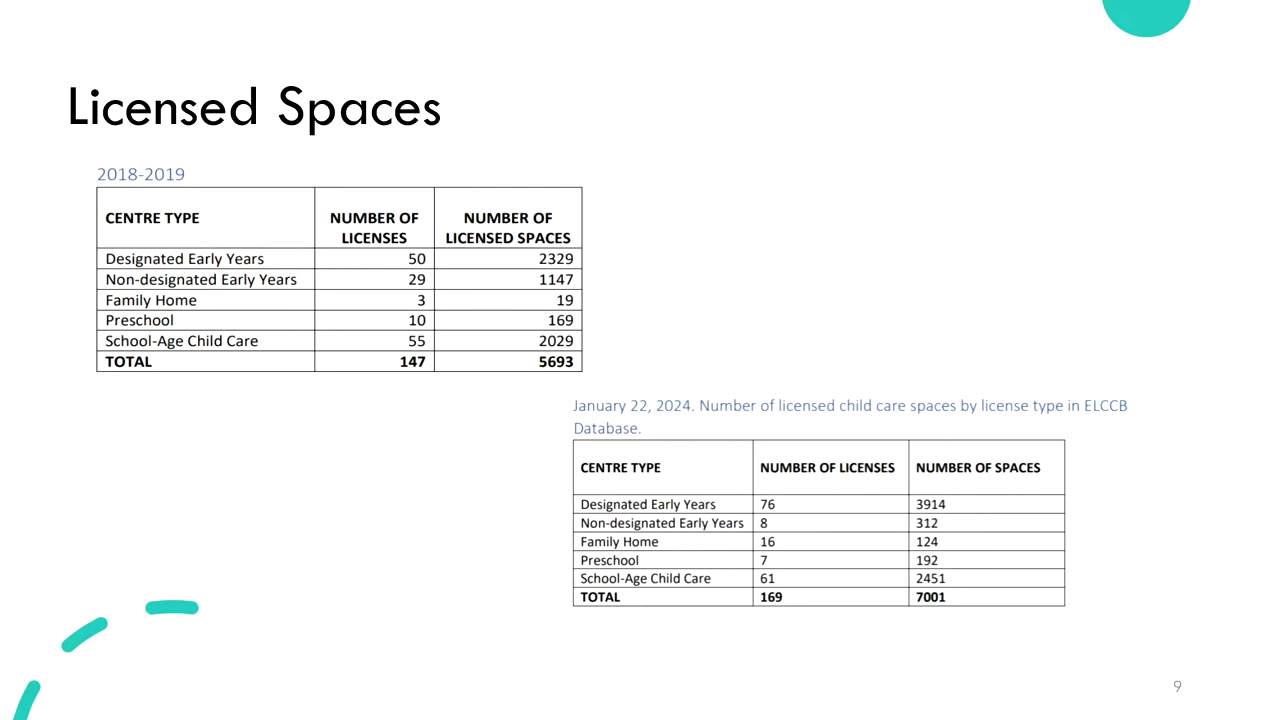 Licensed Spaces
2018-2019
CENTRE TYPE NUMBER OF LICENSES NUMBER OF LICENSED SPACES
Designated Early Years 50 2329
Non-designated Early Years 29 1147
Family Home 3 19
Preschool 10 169
School-Age Child Care 55 2029
TOTAL 147 5693
January 22, 2024. Number of licensed child care spaces by license type in ELCCB
Database.
CENTRE TYPE NUMBER OF LICENSES NUMBER OF SPACES
Designated Early Years 76 3914
Non-designated Early Years 8 312
Family Home 16 124
Preschool 7 192
School-Age Child Care 61 2451
TOTAL 169 7001
9